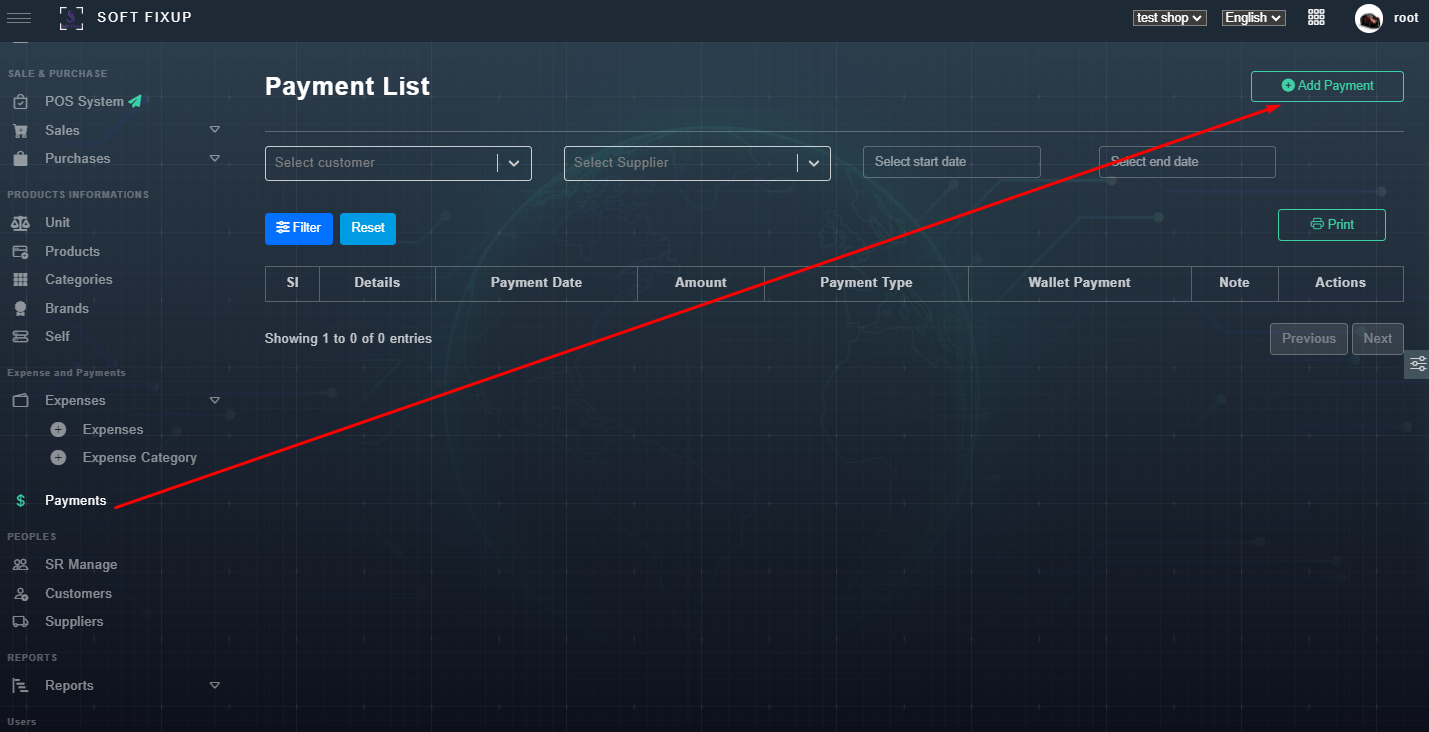 SOFT FIXUP
test shop
English
root
SALE & PURCHASE
POS System
Sales
Purchases
PRODUCTS INFORMATIONS
Unit
Products
Categories
Brands
Self
Expense and Payments
Expenses
Expenses
Expense Category
$ Payments
PEOPLES
SR Manage
Customers
Suppliers
REPORTS
Reports
Users
Payment List
Add Payment
Select customer
Select Supplier
Select start date
Select end date
Filter
Reset
Print
SI Details Payment Date Amount Payment Type Wallet Payment Note Actions
Showing 1 to 0 of 0 entries
Previous
Next